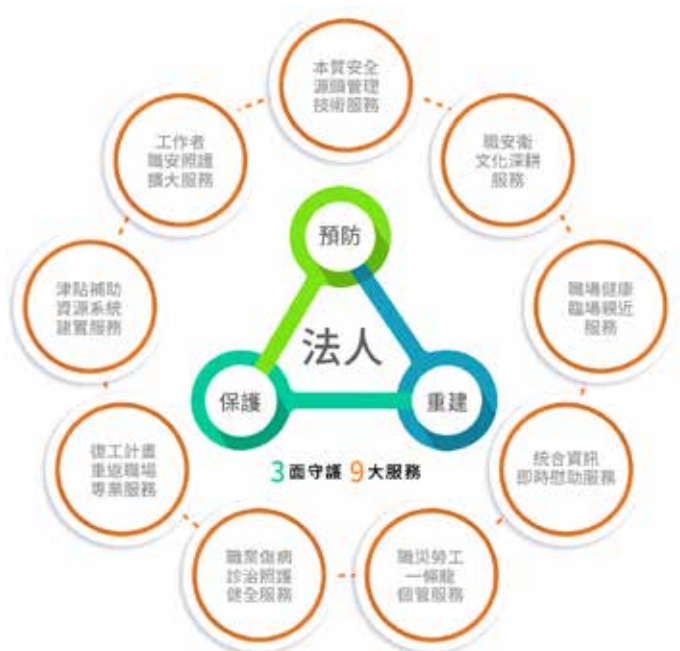 本質安全
源頭管理
技術服務
職安衛
文化深耕
服務
職場健康
臨場親近
服務
統合資訊
即時慰助服務
職災勞工
一條龍
個管服務
職業傷病
診治照護
健全服務
復工計畫
重返職場
專業服務
津貼補助
資源系統
建置服務
工作者
職安照護
擴大服務
預防
法人
保護
重建
3面守護 9大服務